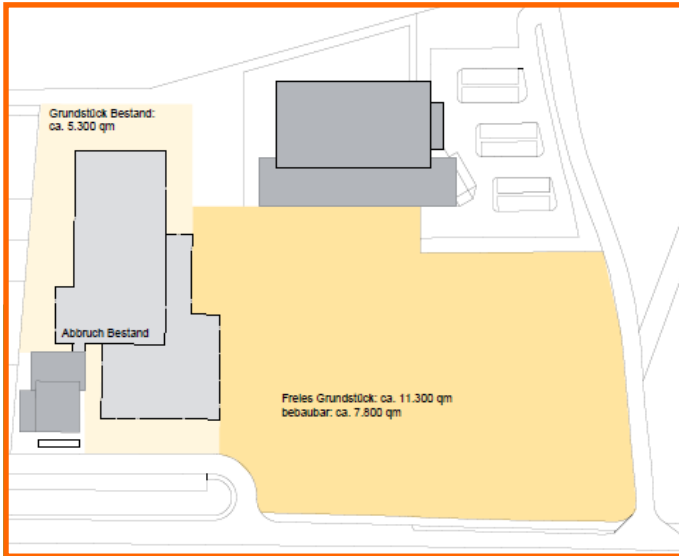 Grundstück Bestand:
ca. 5.300 qm
Abbruch Bestand
Freies Grundstück: ca. 11.300 qm
bebaubar: ca. 7.800 qm